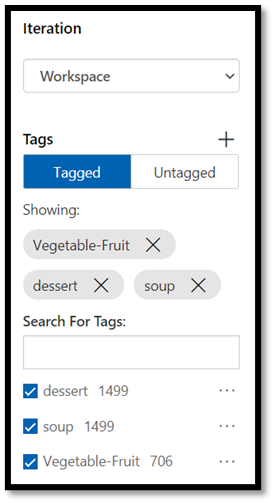 Iteration
Workspace
Tags
Tagged Untagged
Showing:
Vegetable-Fruit
dessert soup
Search For Tags:
dessert 1499
soup 1499
Vegetable-Fruit 706